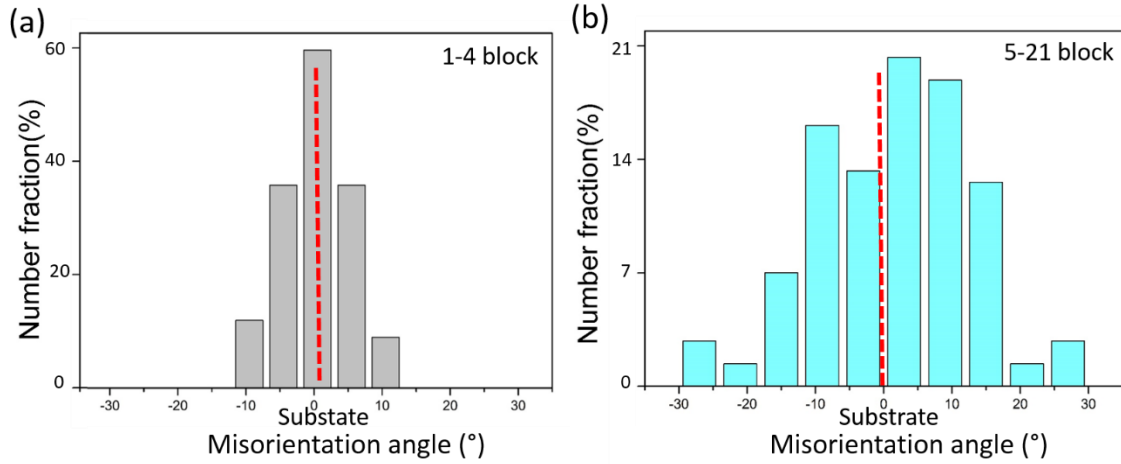 (a)
1-4 block
Number fraction(%)
60
40
20
0
-30 -20 -10 0 10 20 30
Substate
Misorientation angle (°)
(b)
5-21 block
Number fraction(%)
21
14
7
0
-30 -20 -10 0 10 20 30
Substrate
Misorientation angle (°)